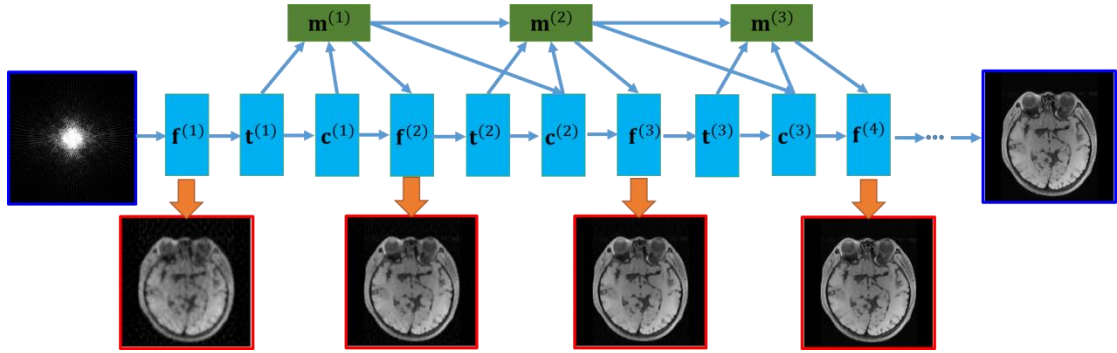 m(1) m(2) m(3)
f(1) t(1) c(1) f(2) t(2) c(2) f(3) t(3) c(3) f(4) •••